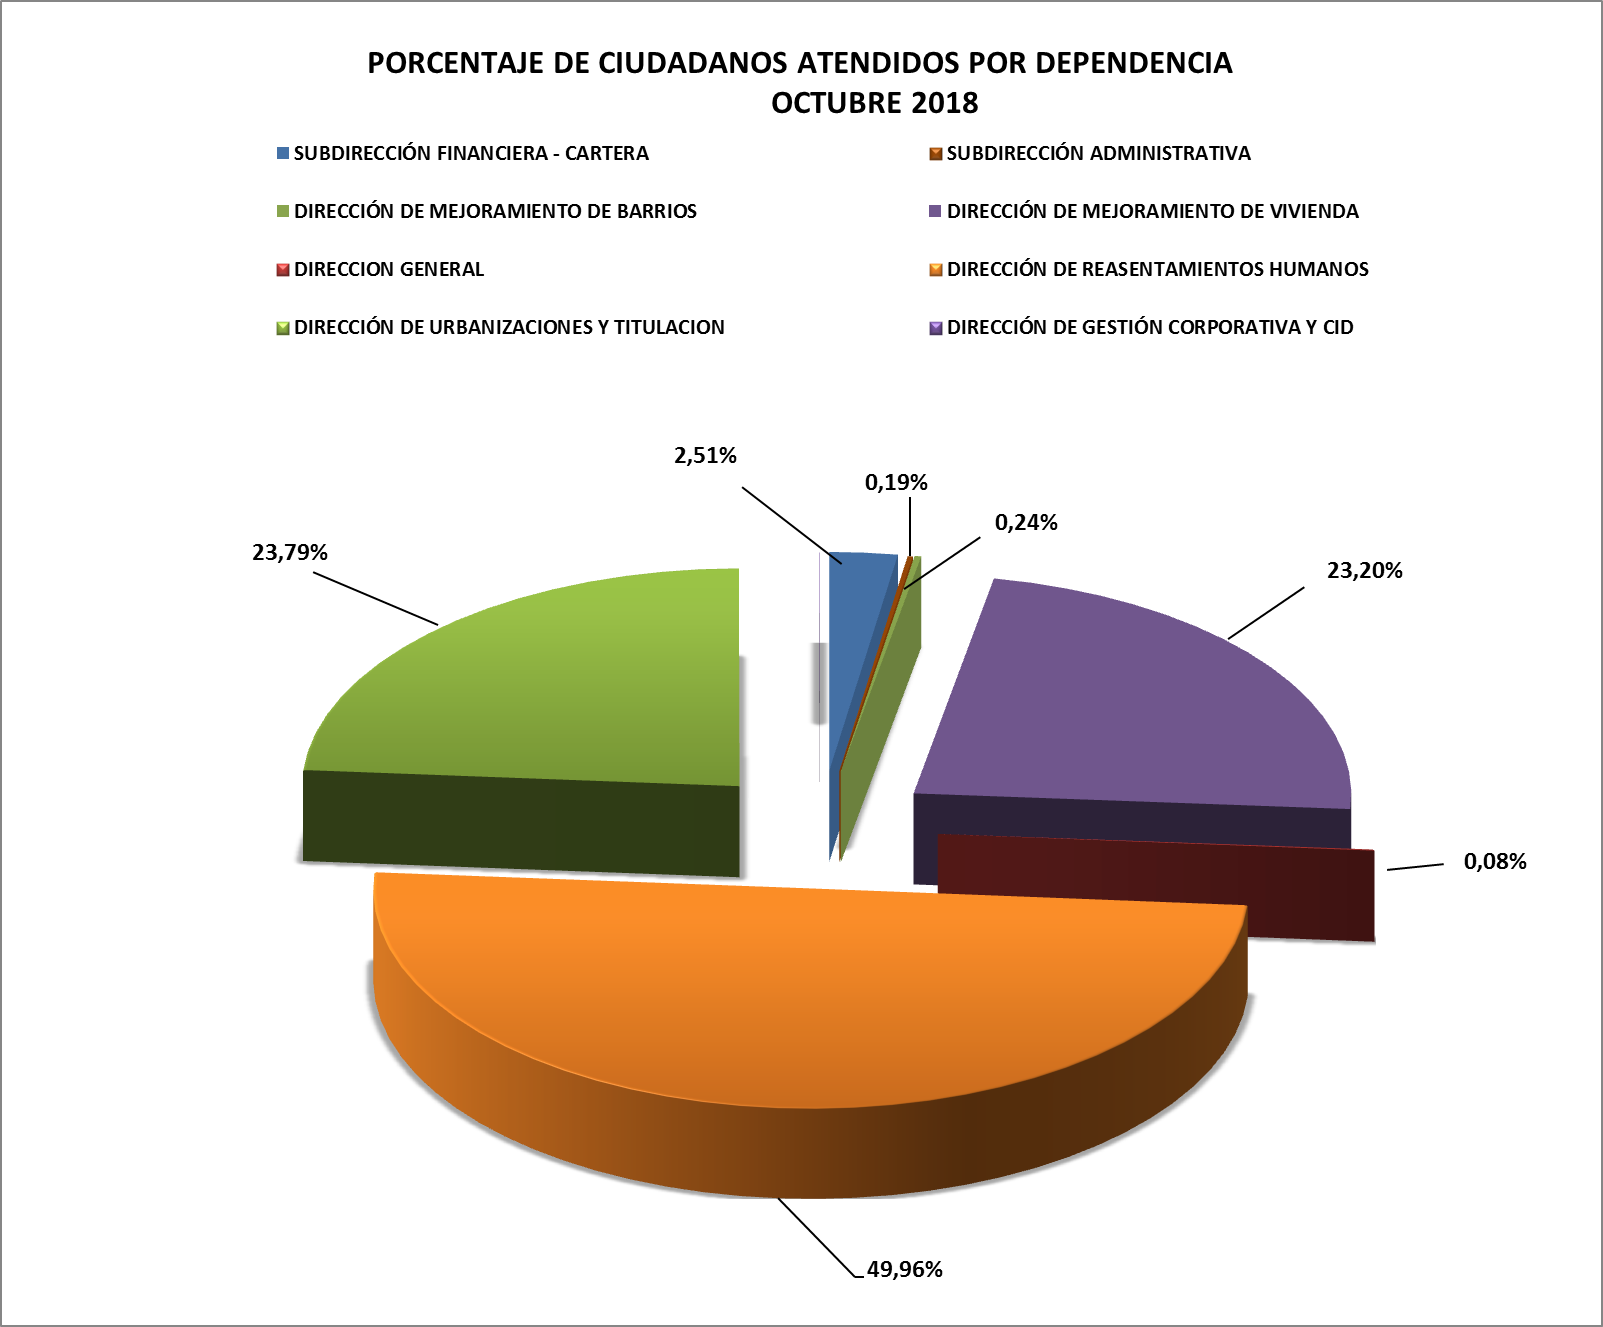 PORCENTAJE DE CIUDADANOS ATENDIDOS POR DEPENDENCIA
OCTUBRE 2018
SUBDIRECCIÓN FINANCIERA - CARTERA
SUBDIRECCIÓN ADMINISTRATIVA
DIRECCIÓN DE MEJORAMIENTO DE BARRIOS
DIRECCIÓN DE MEJORAMIENTO DE VIVIENDA
DIRECCION GENERAL
DIRECCIÓN DE REASENTAMIENTOS HUMANOS
DIRECCIÓN DE URBANIZACIONES Y TITULACION
DIRECCIÓN DE GESTIÓN CORPORATIVA Y CID
2,51%
0,19%
0,24%
23,79%
23,20%
0,08%
49,96%